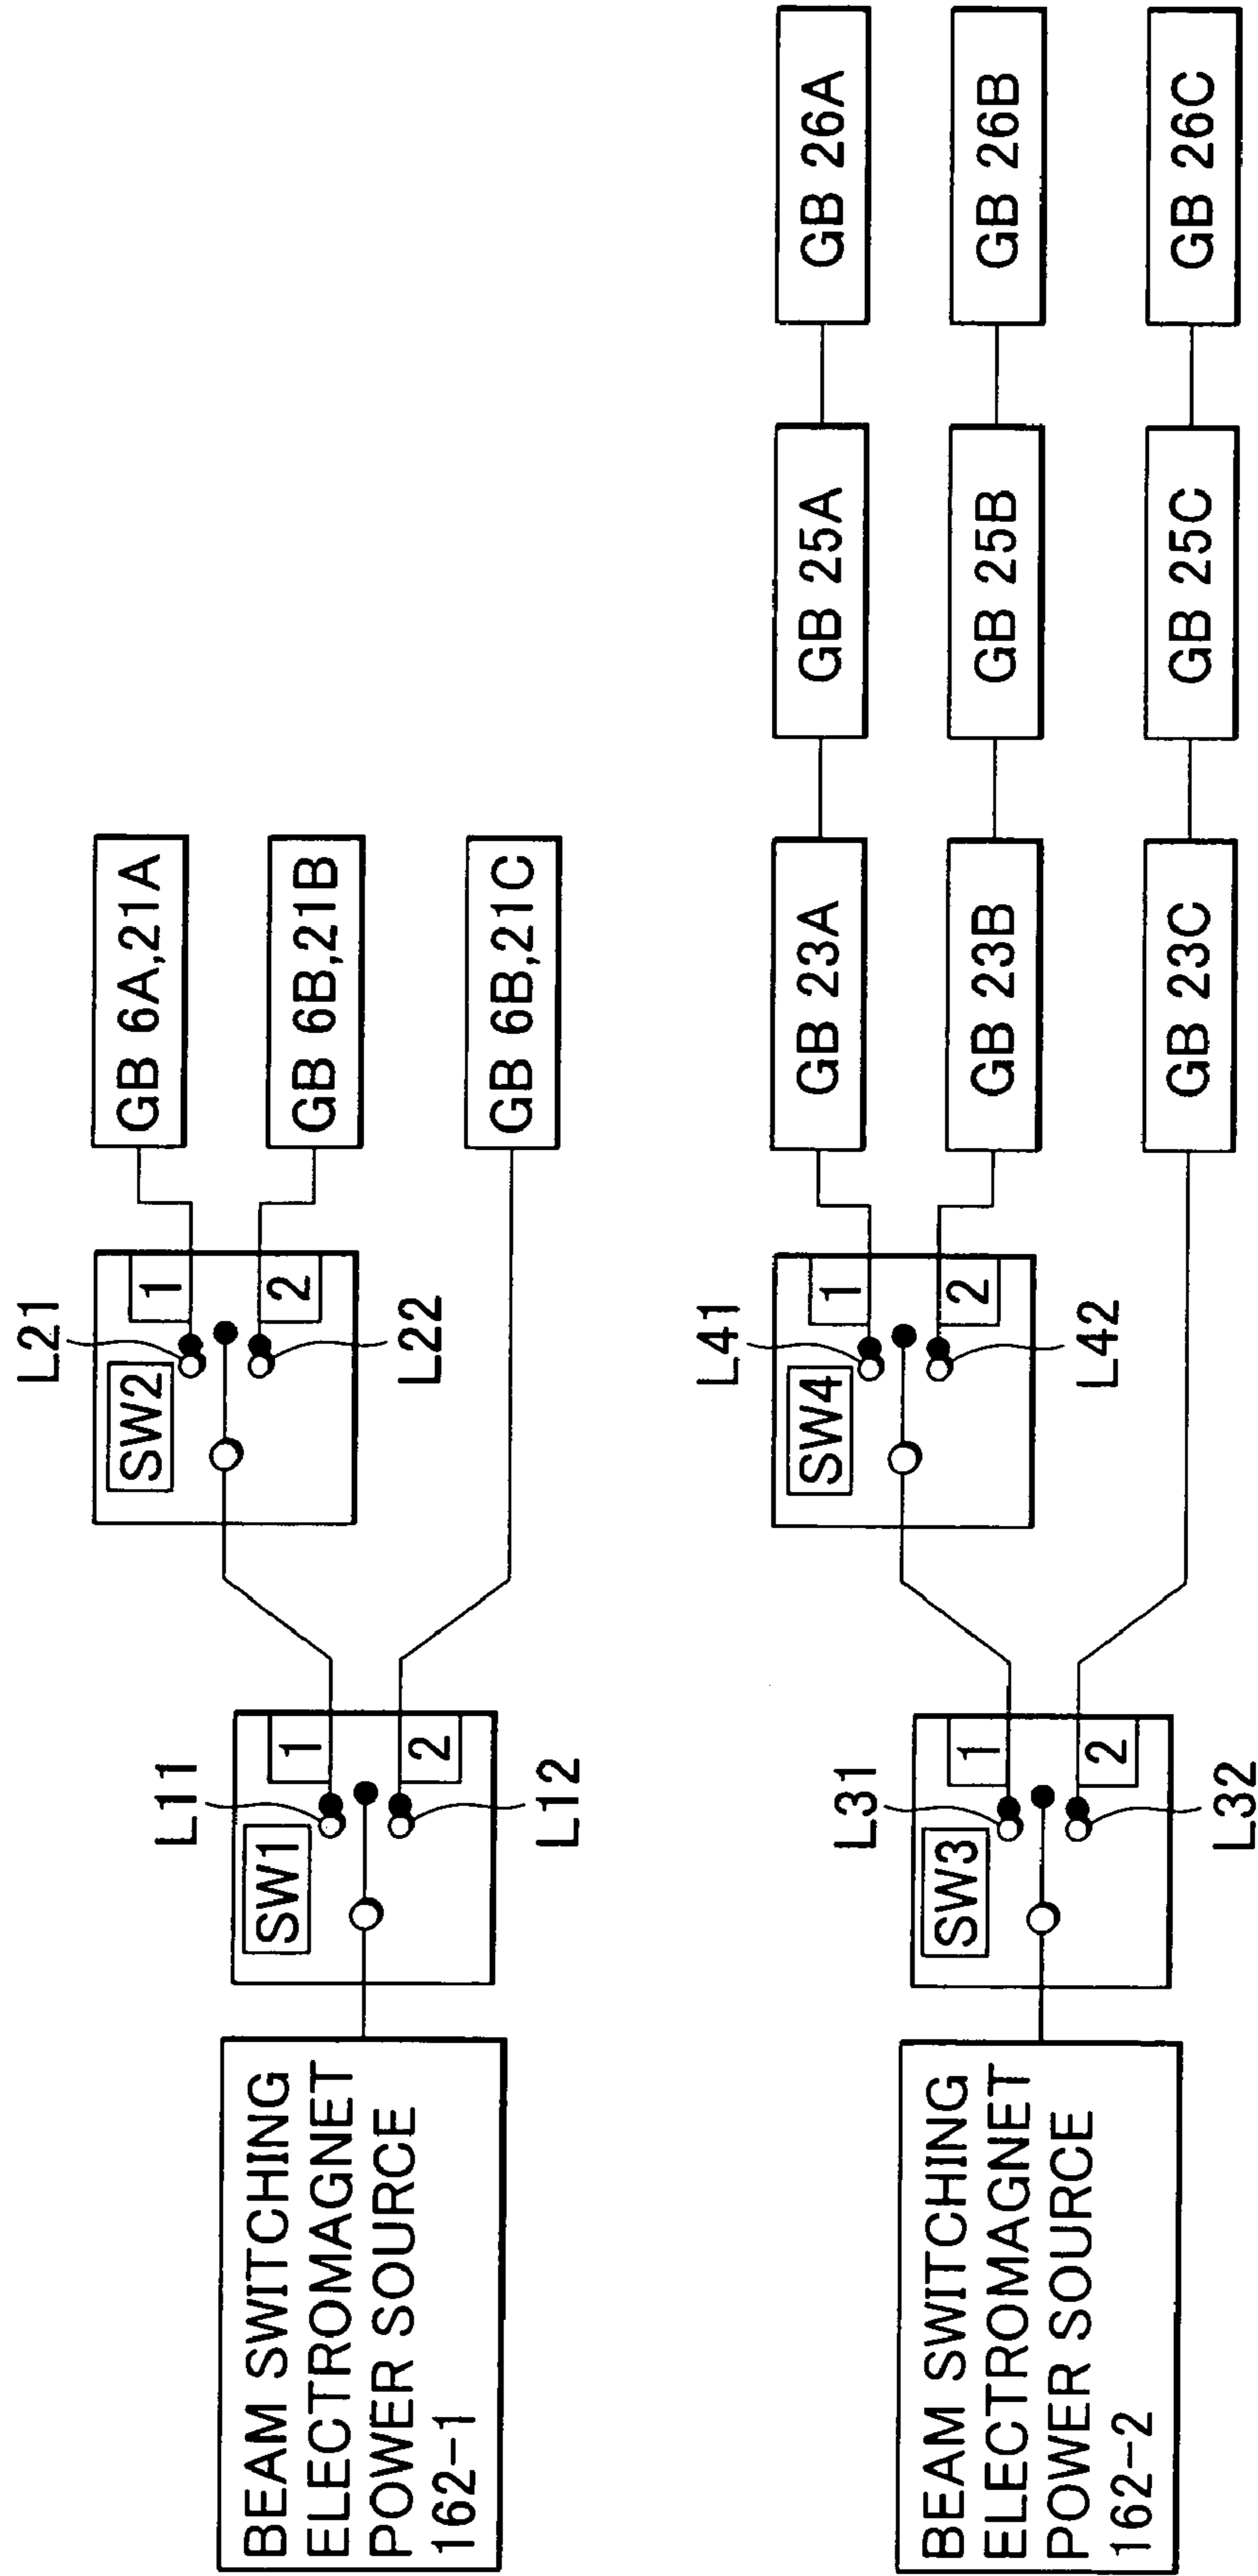 BEAM SWITCHING
ELECTROMAGNET
POWER SOURCE
162-1
L11
SW1
1
2
L12
L21
SW2
1
2
L22
GB 6A,21A
GB 6B,21B
GB 6B,21C
BEAM SWITCHING
ELECTROMAGNET
POWER SOURCE
162-2
L31
SW3
1
2
L32
L41
SW4
1
2
L42
GB 23A
GB 25A
GB 26A
GB 23B
GB 25B
GB 26B
GB 23C
GB 25C
GB 26C